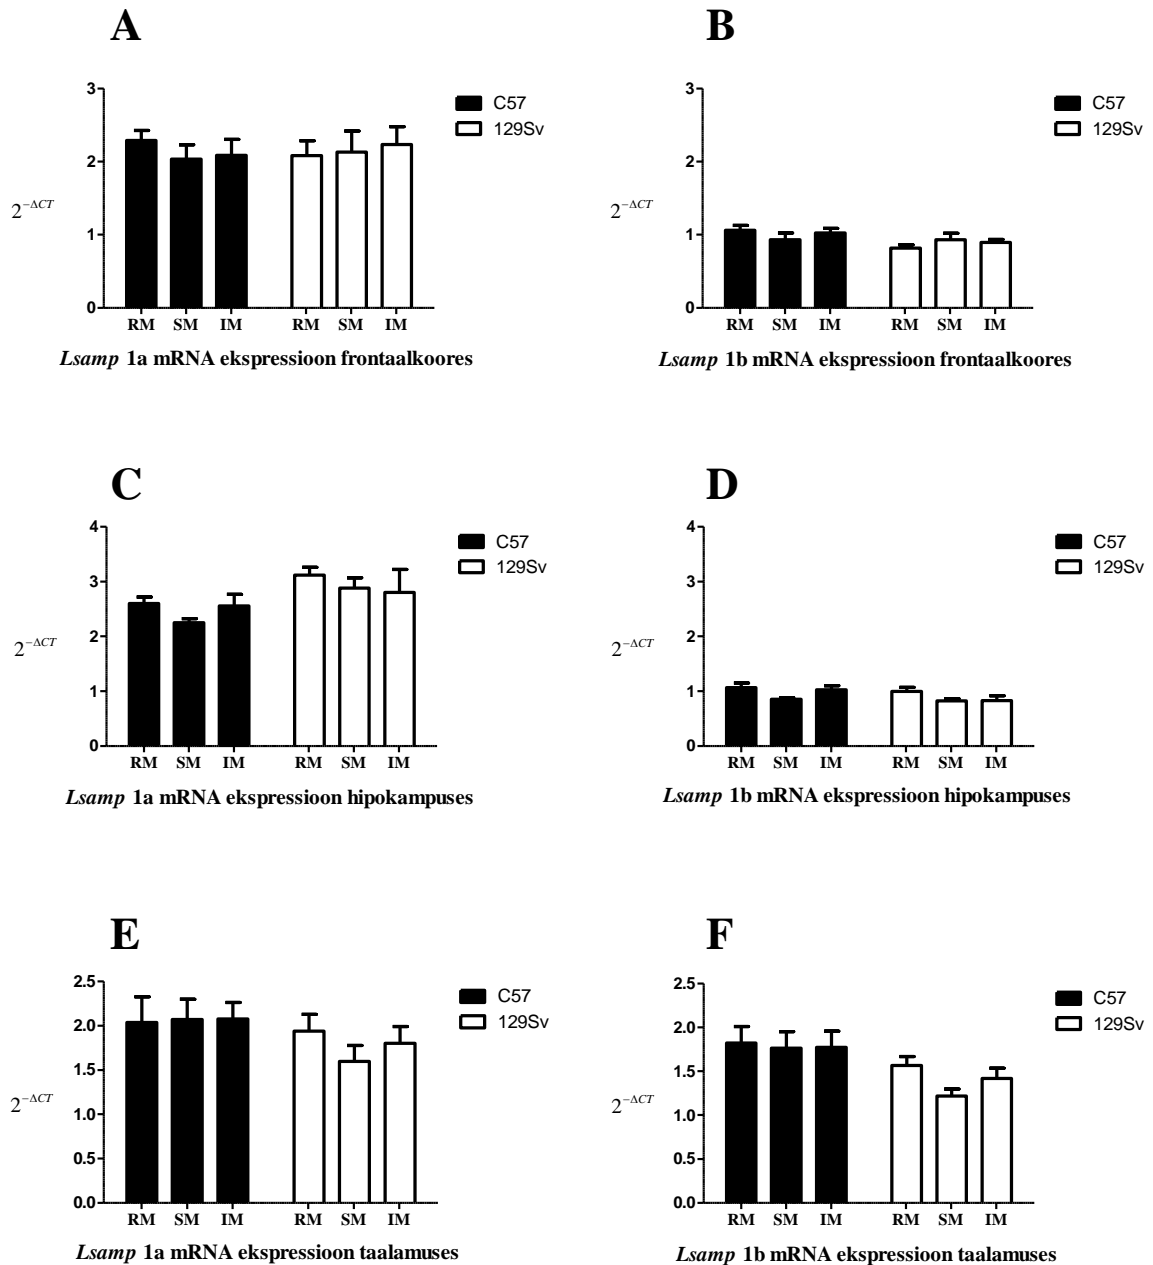 A
3
2
1
0
2^{-ΔCT}
C57
129Sv
RM SM IM RM SM IM
Lsamp 1a mRNA ekspressioon frontaalkoores
B
3
2
1
0
2^{-ΔCT}
C57
129Sv
RM SM IM RM SM IM
Lsamp 1b mRNA ekspressioon frontaalkoores
C
4
3
2
1
0
2^{-ΔCT}
C57
129Sv
RM SM IM RM SM IM
Lsamp 1a mRNA ekspressioon hipokampuses
D
4
3
2
1
0
2^{-ΔCT}
C57
129Sv
RM SM IM RM SM IM
Lsamp 1b mRNA ekspressioon hipokampuses
E
2.5
2.0
1.5
1.0
0.5
0.0
2^{-ΔCT}
C57
129Sv
RM SM IM RM SM IM
Lsamp 1a mRNA ekspressioon taalamuses
F
2.5
2.0
1.5
1.0
0.5
0.0
2^{-ΔCT}
C57
129Sv
RM SM IM RM SM IM
Lsamp 1b mRNA ekspressioon taalamuses